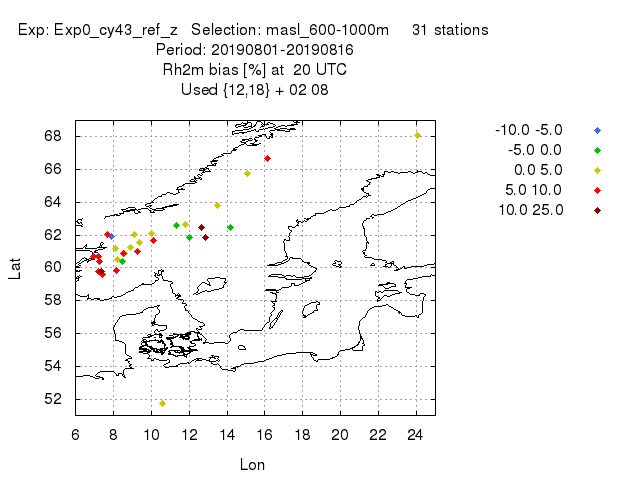 Exp: Exp0_cy43_ref_z Selection: masl_600-1000m 31 stations
Period: 20190801-20190816
Rh2m bias [%] at 20 UTC
Used {12,18} + 02 08
-10.0 -5.0
-5.0 0.0
0.0 5.0
5.0 10.0
10.0 25.0
68
66
64
62
60
58
56
54
52
Lat
6 8 10 12 14 16 18 20 22 24
Lon